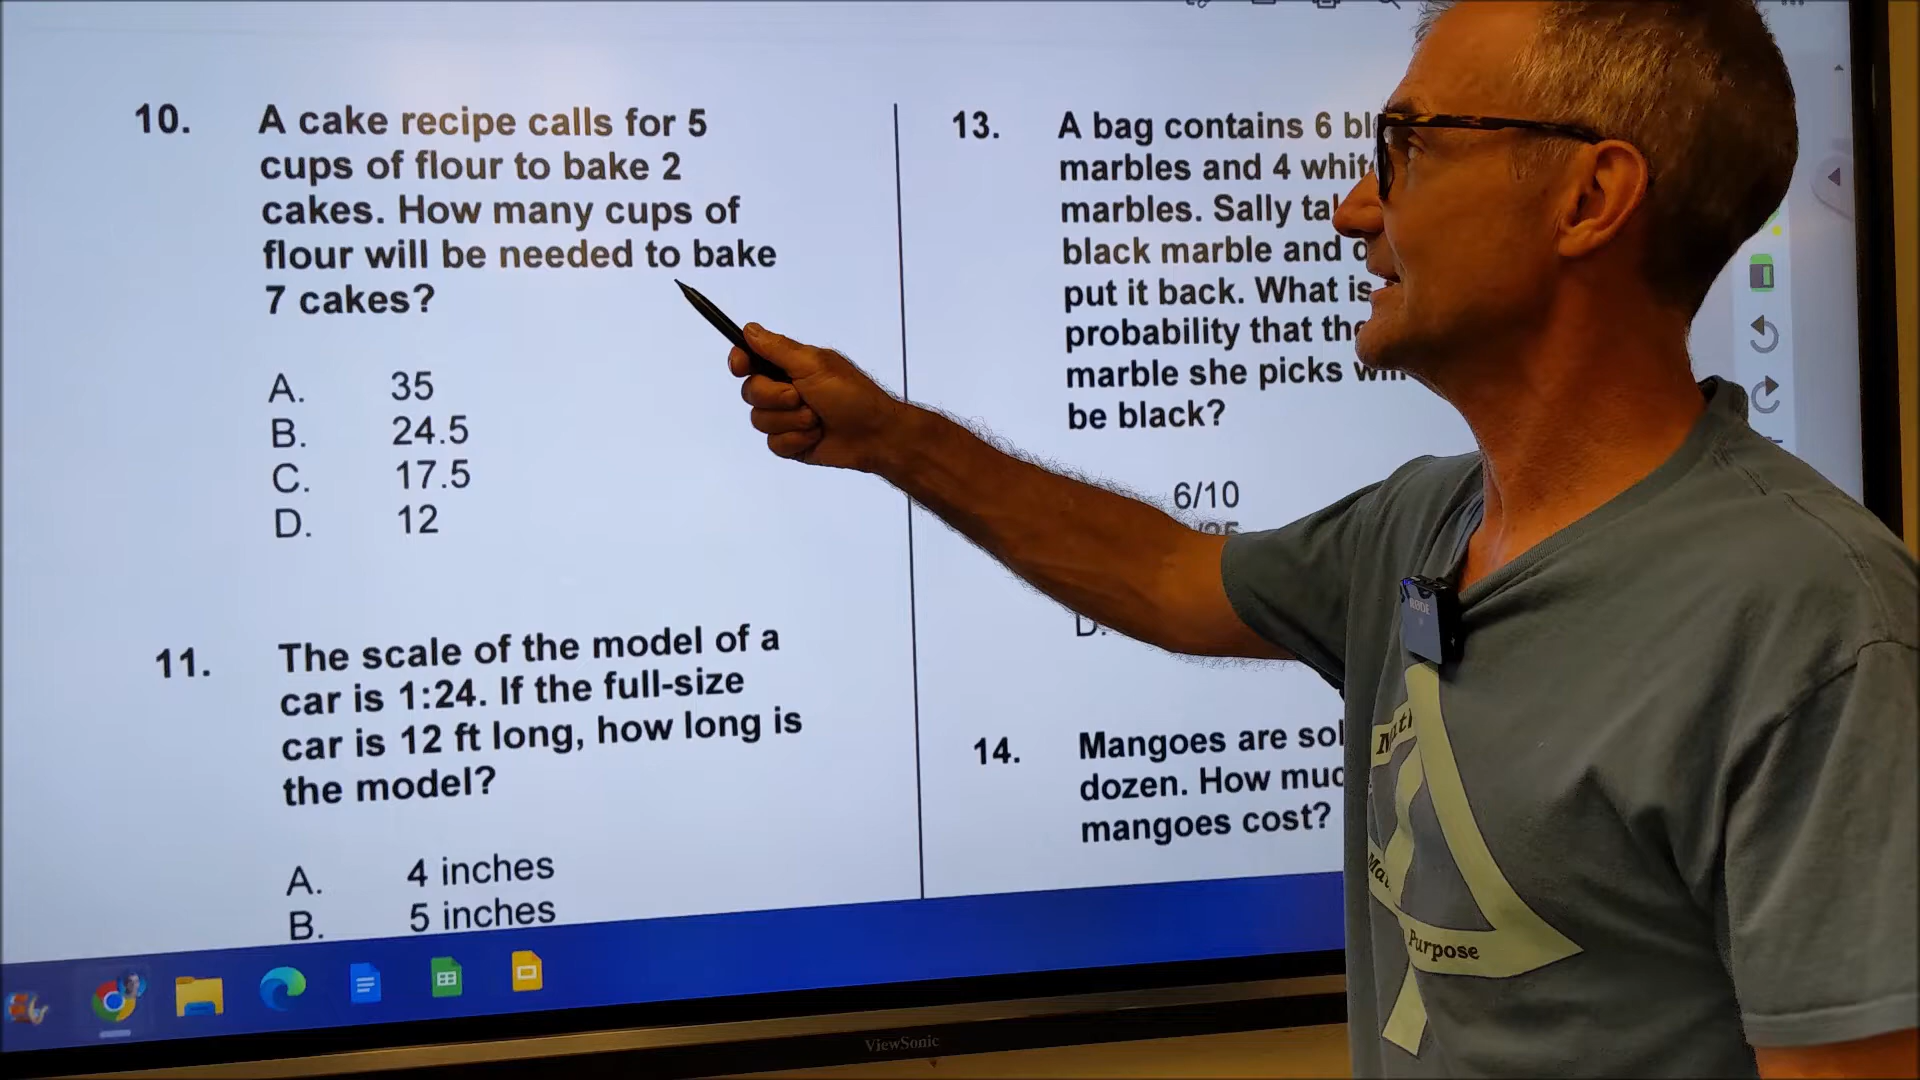 10. A cake recipe calls for 5
cups of flour to bake 2
cakes. How many cups of
flour will be needed to bake
7 cakes?
A. 35
B. 24.5
C. 17.5
D. 12
11. The scale of the model of a
car is 1:24. If the full-size
car is 12 ft long, how long is
the model?
A. 4 inches
B. 5 inches
13. A bag contains 6
marbles and 4
marbles. Sally
black marble and
put it back. What is
probability that
marble she picks
be black?
6/10
D.
14. Mangoes are
dozen. How
mangoes cost?
ViewSonic
RØDE
Purpose